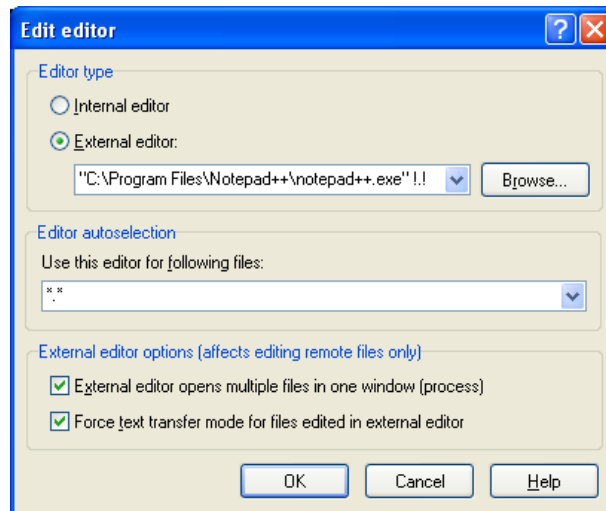 Edit editor
Editor type
Internal editor
External editor:
"C:\Program Files\Notepad++\notepad++.exe" !.!
Browse...
Editor autoselection
Use this editor for following files:
*.*
External editor options (affects editing remote files only)
External editor opens multiple files in one window (process)
Force text transfer mode for files edited in external editor
OK Cancel Help